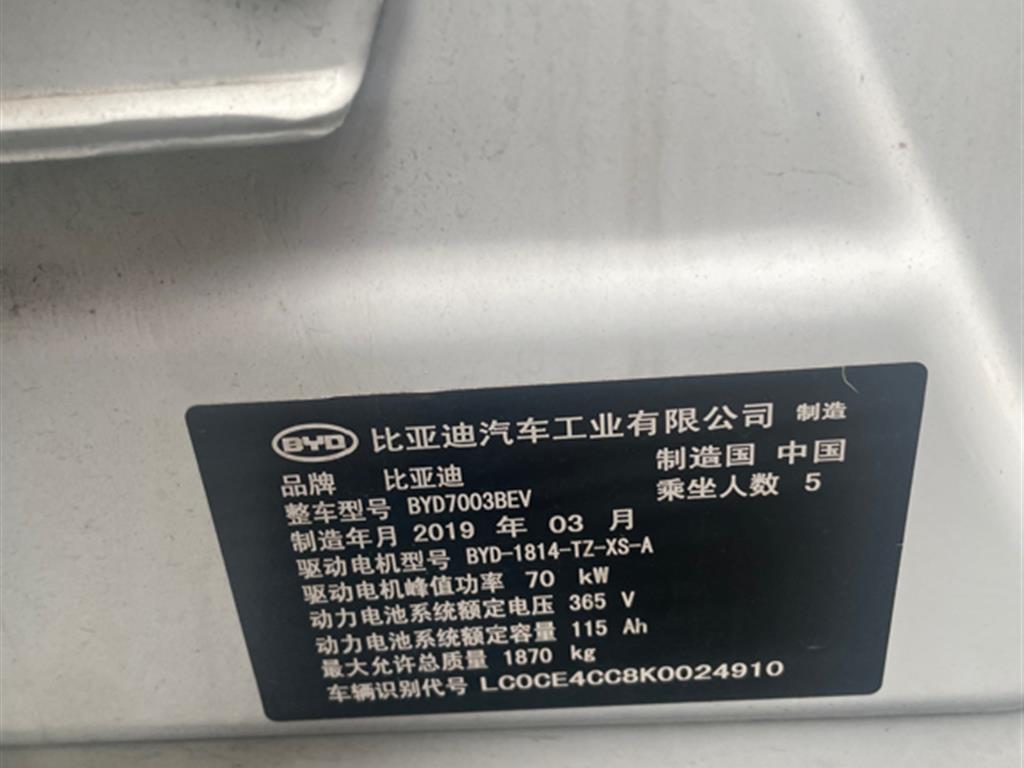 BYD 比亚迪汽车工业有限公司 制造
品牌 比亚迪 制造国 中国
整车型号 BYD7003BEV 乘坐人数 5
制造年月 2019 年 03 月
驱动电机型号 BYD-1814-TZ-XS-A
驱动电机峰值功率 70 kW
动力电池系统额定电压 365 V
动力电池系统额定容量 115 Ah
最大允许总质量 1870 kg
车辆识别代号 LC0CE4CC8K0024910